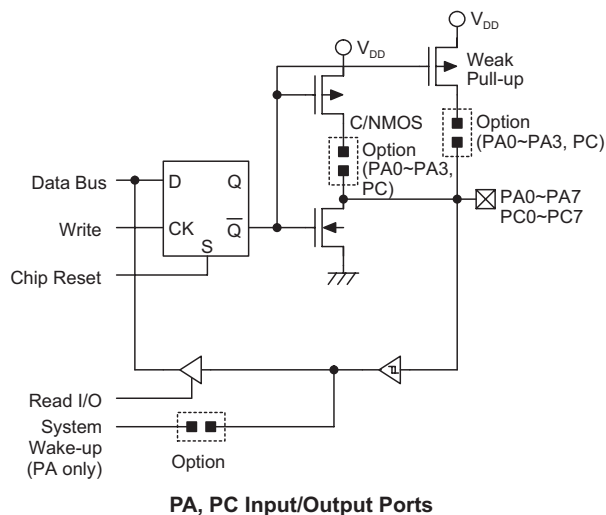 VDD
VDD
Weak
Pull-up
C/NMOS
Option
(PA0~PA3,
PC)
Option
(PA0~PA3, PC)
Data Bus
D
Q
Write
CK
Q
S
Chip Reset
PA0~PA7
PC0~PC7
Read I/O
System
Wake-up
(PA only)
Option
PA, PC Input/Output Ports